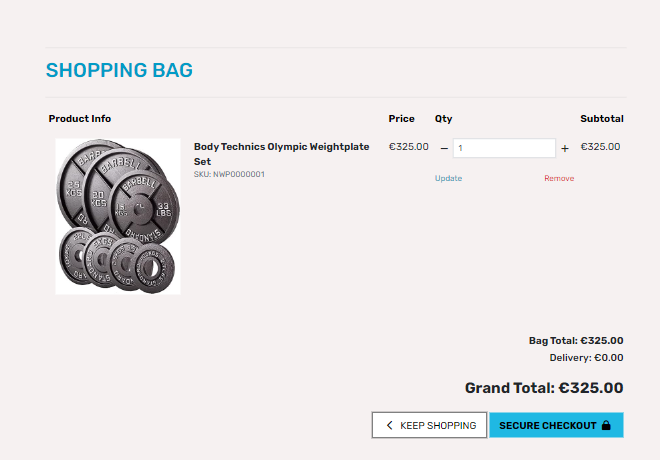 SHOPPING BAG
Product Info Price Qty Subtotal
Body Technics Olympic Weightplate Set
SKU: NWP0000001
€325.00 − 1 + €325.00
Update Remove
BARBELL
25 KGS
20 KGS
15 KGS
33 LBS
STANDARD
Bag Total: €325.00
Delivery: €0.00
Grand Total: €325.00
KEEP SHOPPING SECURE CHECKOUT